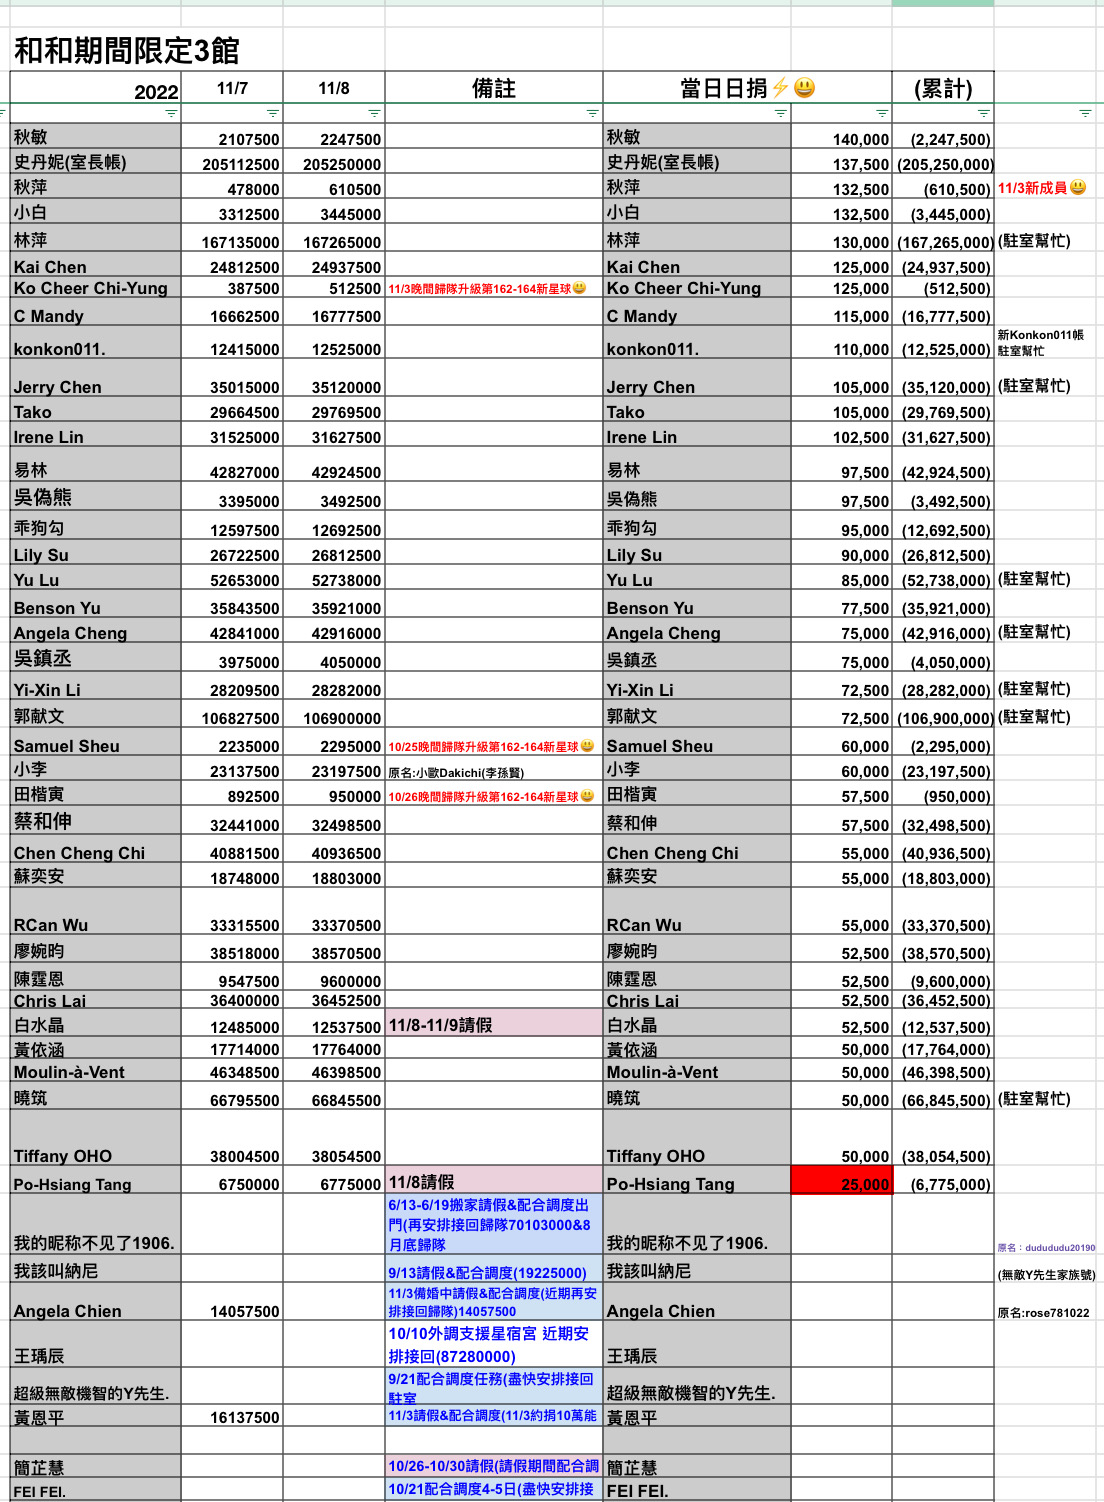 和和期間限定3館
2022 11/7 11/8 備註 當日日捐⚡😃 (累計)
秋敏 2107500 2247500 秋敏 140,000 (2,247,500)
史丹妮(室長帳) 205112500 205250000 史丹妮(室長帳) 137,500 (205,250,000)
秋萍 478000 610500 秋萍 132,500 (610,500) 11/3新成員😃
小白 3312500 3445000 小白 132,500 (3,445,000)
林萍 167135000 167265000 林萍 130,000 (167,265,000) (駐室幫忙)
Kai Chen 24812500 24937500 Kai Chen 125,000 (24,937,500)
Ko Cheer Chi-Yung 387500 512500 11/3晚間歸隊升級第162-164新星球😃 Ko Cheer Chi-Yung 125,000 (512,500)
C Mandy 16662500 16777500 C Mandy 115,000 (16,777,500)
konkon011. 12415000 12525000 konkon011. 110,000 (12,525,000) 新Konkon011帳
駐室幫忙
Jerry Chen 35015000 35120000 Jerry Chen 105,000 (35,120,000) (駐室幫忙)
Tako 29664500 29769500 Tako 105,000 (29,769,500)
Irene Lin 31525000 31627500 Irene Lin 102,500 (31,627,500)
易林 42827000 42924500 易林 97,500 (42,924,500)
吳偽熊 3395000 3492500 吳偽熊 97,500 (3,492,500)
乖狗勾 12597500 12692500 乖狗勾 95,000 (12,692,500)
Lily Su 26722500 26812500 Lily Su 90,000 (26,812,500)
Yu Lu 52653000 52738000 Yu Lu 85,000 (52,738,000) (駐室幫忙)
Benson Yu 35843500 35921000 Benson Yu 77,500 (35,921,000)
Angela Cheng 42841000 42916000 Angela Cheng 75,000 (42,916,000) (駐室幫忙)
吳鎮丞 3975000 4050000 吳鎮丞 75,000 (4,050,000)
Yi-Xin Li 28209500 28282000 Yi-Xin Li 72,500 (28,282,000) (駐室幫忙)
郭献文 106827500 106900000 郭献文 72,500 (106,900,000) (駐室幫忙)
Samuel Sheu 2235000 2295000 10/25晚間歸隊升級第162-164新星球😃 Samuel Sheu 60,000 (2,295,000)
小李 23137500 23197500 原名:小歐Dakichi(李孫賢) 小李 60,000 (23,197,500)
田楷寅 892500 950000 10/26晚間歸隊升級第162-164新星球😃 田楷寅 57,500 (950,000)
蔡和伸 32441000 32498500 蔡和伸 57,500 (32,498,500)
Chen Cheng Chi 40881500 40936500 Chen Cheng Chi 55,000 (40,936,500)
蘇奕安 18748000 18803000 蘇奕安 55,000 (18,803,000)
RCan Wu 33315500 33370500 RCan Wu 55,000 (33,370,500)
廖婉昀 38518000 38570500 廖婉昀 52,500 (38,570,500)
陳霆恩 9547500 9600000 陳霆恩 52,500 (9,600,000)
Chris Lai 36400000 36452500 Chris Lai 52,500 (36,452,500)
白水晶 12485000 12537500 11/8-11/9請假 白水晶 52,500 (12,537,500)
黃依涵 17714000 17764000 黃依涵 50,000 (17,764,000)
Moulin-à-Vent 46348500 46398500 Moulin-à-Vent 50,000 (46,398,500)
曉筑 66795500 66845500 曉筑 50,000 (66,845,500) (駐室幫忙)
Tiffany OHO 38004500 38054500 Tiffany OHO 50,000 (38,054,500)
Po-Hsiang Tang 6750000 6775000 11/8請假 Po-Hsiang Tang 25,000 (6,775,000)
6/13-6/19搬家請假&配合調度出
門(再安排接回歸隊70103000&8
月底歸隊
我的昵称不见了1906. 我的昵称不见了1906. 原名：dudududu20190
我該叫納尼 9/13請假&配合調度(19225000) 我該叫納尼 (無敵Y先生家族號)
11/3備婚中請假&配合調度(近期再安
Angela Chien 14057500 排接回歸隊)14057500 Angela Chien 原名:rose781022
10/10外調支援星宿宮 近期安
王瑀辰 排接回(87280000) 王瑀辰
9/21配合調度任務(盡快安排接回
超級無敵機智的Y先生. 駐室 超級無敵機智的Y先生.
黃恩平 16137500 11/3請假&配合調度(11/3約捐10萬能 黃恩平
簡芷慧 10/26-10/30請假(請假期間配合調 簡芷慧
FEI FEI. 10/21配合調度4-5日(盡快安排接 FEI FEI.